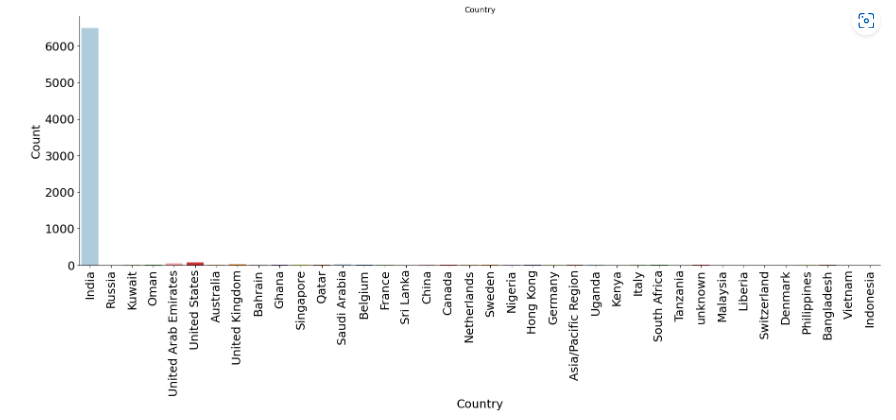 Country
6000
5000
4000
3000
2000
1000
0
Count
India
Russia
Kuwait
Oman
United Arab Emirates
United States
Australia
United Kingdom
Bahrain
Ghana
Singapore
Qatar
Saudi Arabia
Belgium
France
Sri Lanka
China
Canada
Netherlands
Sweden
Nigeria
Hong Kong
Germany
Asia/Pacific Region
Uganda
Kenya
Italy
South Africa
Tanzania
unknown
Malaysia
Liberia
Switzerland
Denmark
Philippines
Bangladesh
Vietnam
Indonesia
Country